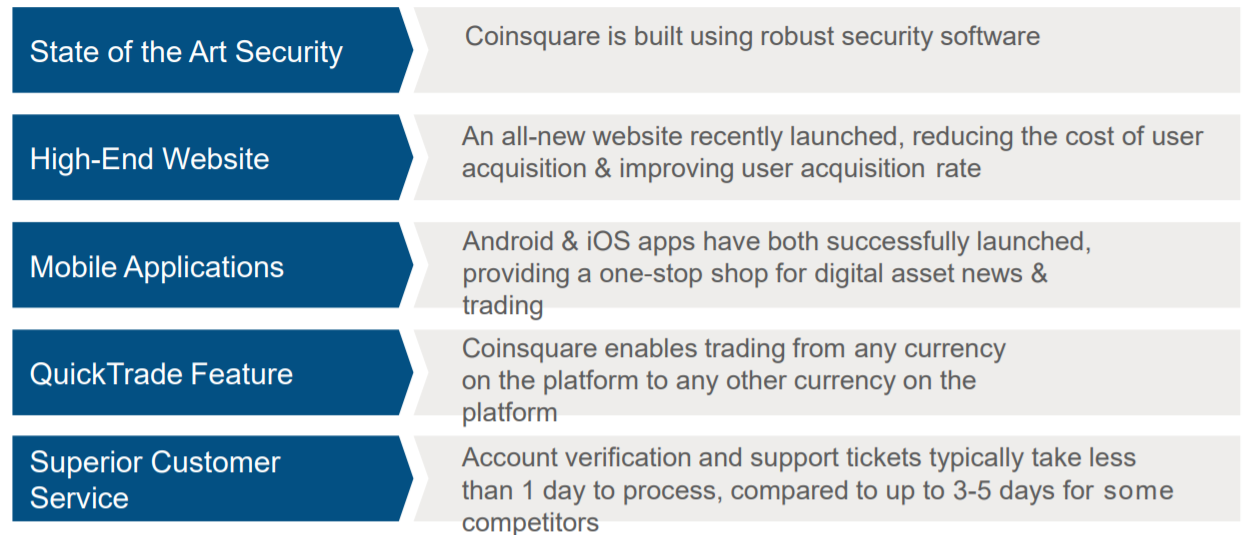 State of the Art Security
Coinsquare is built using robust security software
High-End Website
An all-new website recently launched, reducing the cost of user
acquisition & improving user acquisition rate
Mobile Applications
Android & iOS apps have both successfully launched,
providing a one-stop shop for digital asset news &
trading
QuickTrade Feature
Coinsquare enables trading from any currency
on the platform to any other currency on the
platform
Superior Customer
Service
Account verification and support tickets typically take less
than 1 day to process, compared to up to 3-5 days for some
competitors